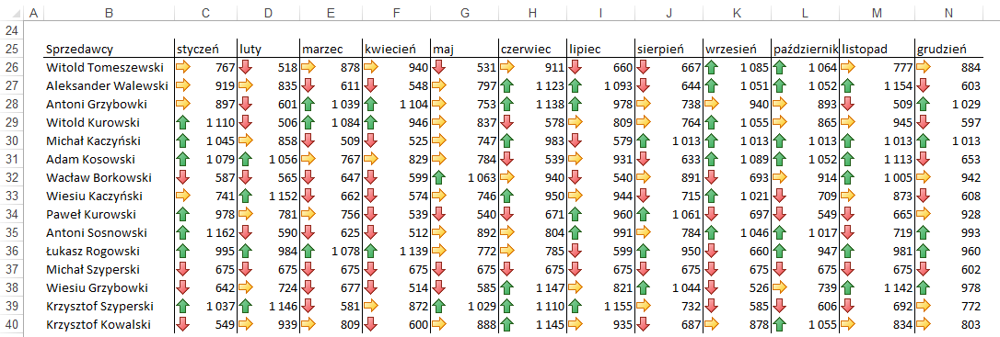 A B C D E F G H I J K L M N
24
25 Sprzedawcy styczeń luty marzec kwiecień maj czerwiec lipiec sierpień wrzesień październik listopad grudzień
26 Witold Tomeszewski 767 518 878 940 531 911 660 667 1 085 1 064 777 884
27 Aleksander Walewski 919 835 611 548 797 1 123 1 093 644 1 051 1 052 1 154 603
28 Antoni Grzybowki 897 601 1 039 1 104 753 1 138 978 738 940 893 509 1 029
29 Witold Kurowski 1 110 506 1 084 946 837 578 809 764 1 055 865 945 597
30 Michał Kaczyński 1 045 858 509 525 747 983 579 1 013 1 013 1 013 1 013 1 013
31 Adam Kosowski 1 079 1 056 767 829 784 539 931 633 1 089 1 052 1 113 653
32 Wacław Borkowski 587 565 647 599 1 063 940 540 891 693 914 1 005 942
33 Wiesiu Kaczyński 741 1 152 662 574 746 950 944 715 1 021 709 873 608
34 Paweł Kurowski 978 781 756 539 540 671 960 1 061 697 549 665 928
35 Antoni Sosnowski 1 162 590 625 512 892 804 991 784 1 046 1 017 719 993
36 Łukasz Rogowski 995 984 1 078 1 139 772 785 599 950 660 947 981 960
37 Michał Szyperski 675 675 675 675 675 675 675 675 675 675 675 602
38 Wiesiu Grzybowki 642 724 677 514 585 1 147 821 1 044 526 739 1 142 978
39 Krzysztof Szyperski 1 037 1 146 581 872 1 029 1 110 1 155 732 585 606 692 772
40 Krzysztof Kowalski 549 939 809 600 888 1 145 935 687 878 1 055 834 803